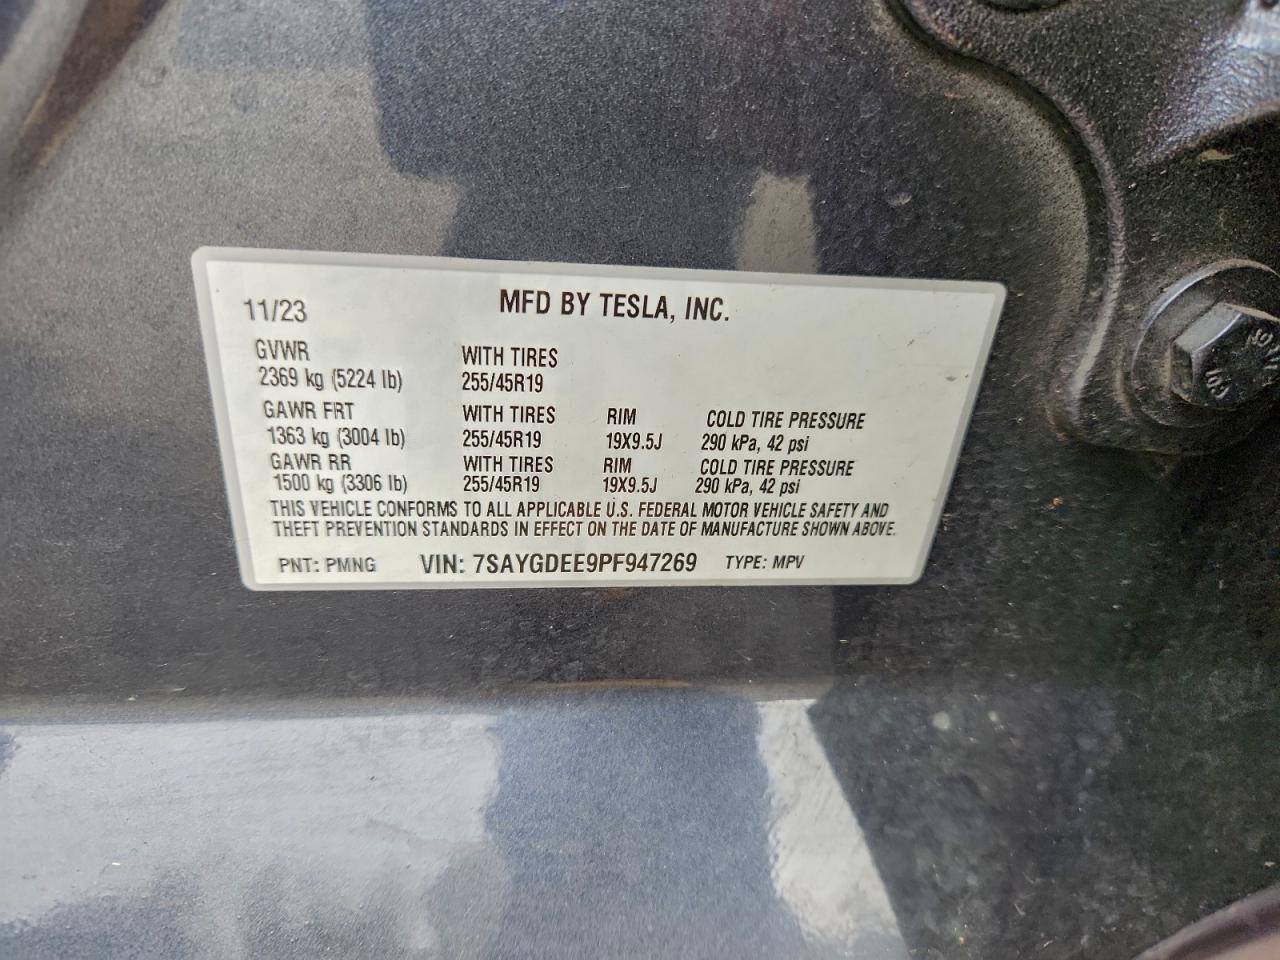 11/23 MFD BY TESLA, INC.
GVWR WITH TIRES
2369 kg (5224 lb) 255/45R19
GAWR FRT WITH TIRES RIM COLD TIRE PRESSURE
1363 kg (3004 lb) 255/45R19 19X9.5J 290 kPa, 42 psi
GAWR RR WITH TIRES RIM COLD TIRE PRESSURE
1500 kg (3306 lb) 255/45R19 19X9.5J 290 kPa, 42 psi
THIS VEHICLE CONFORMS TO ALL APPLICABLE U.S. FEDERAL MOTOR VEHICLE SAFETY AND
THEFT PREVENTION STANDARDS IN EFFECT ON THE DATE OF MANUFACTURE SHOWN ABOVE.
PNT: PMNG VIN: 7SAYGDEE9PF947269 TYPE: MPV